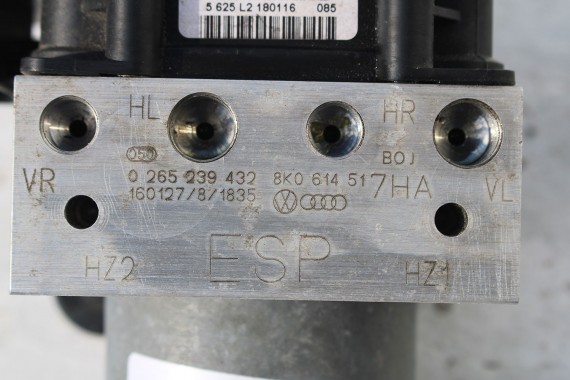 5 625 L2 180116 085
HL HR
BOJ
VR 0 265 239 432 8K0 614 517HA VL
160127/8/1835
ESP
HZ2 HZ1